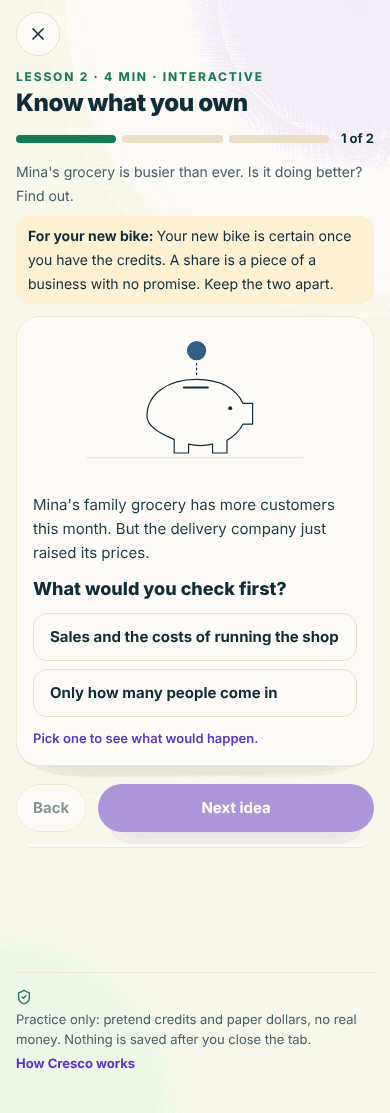 LESSON 2 · 4 MIN · INTERACTIVE
Know what you own
1 of 2
Mina's grocery is busier than ever. Is it doing better?
Find out.
For your new bike: Your new bike is certain once
you have the credits. A share is a piece of a
business with no promise. Keep the two apart.
Mina's family grocery has more customers
this month. But the delivery company just
raised its prices.
What would you check first?
Sales and the costs of running the shop
Only how many people come in
Pick one to see what would happen.
Back
Next idea
Practice only: pretend credits and paper dollars, no real
money. Nothing is saved after you close the tab.
How Cresco works